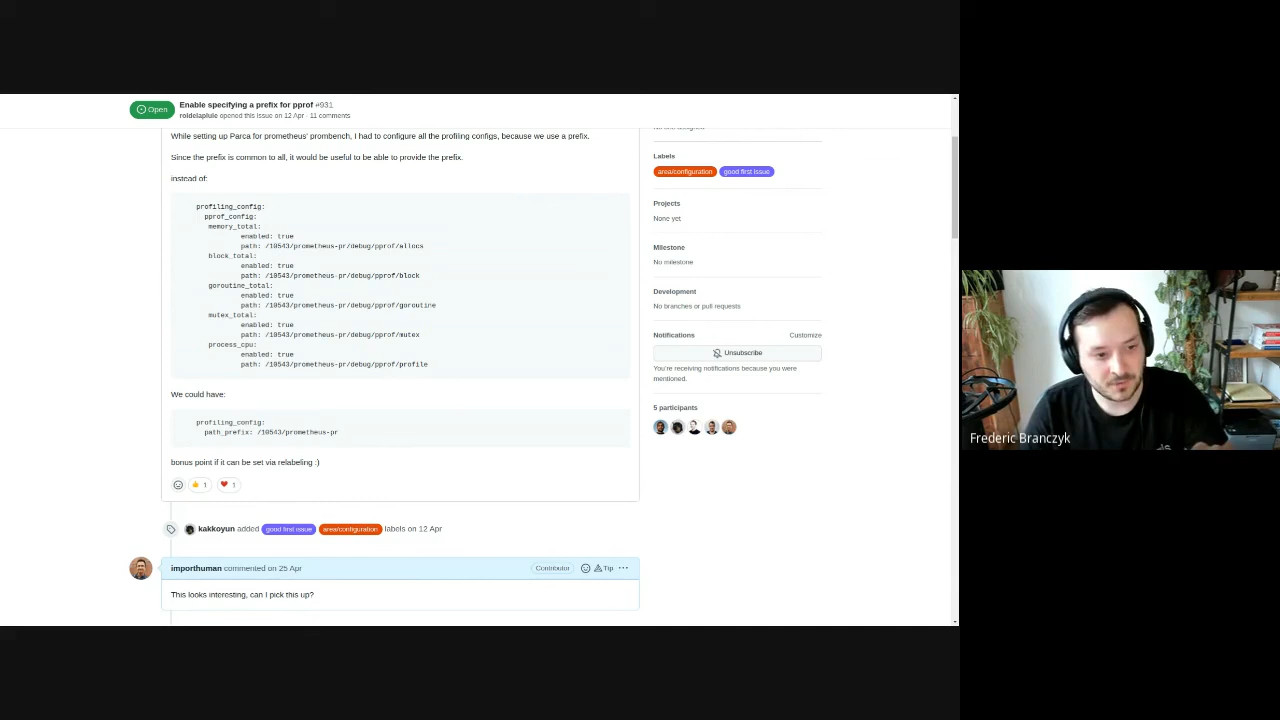 Open
Enable specifying a prefix for pprof #931
roidelapluie opened this issue on 12 Apr · 11 comments
While setting up Parca for prometheus' prombench, I had to configure all the profiling configs, because we use a prefix.
Since the prefix is common to all, it would be useful to be able to provide the prefix.
instead of:
profiling_config:
pprof_config:
memory_total:
enabled: true
path: /10543/prometheus-pr/debug/pprof/allocs
block_total:
enabled: true
path: /10543/prometheus-pr/debug/pprof/block
goroutine_total:
enabled: true
path: /10543/prometheus-pr/debug/pprof/goroutine
mutex_total:
enabled: true
path: /10543/prometheus-pr/debug/pprof/mutex
process_cpu:
enabled: true
path: /10543/prometheus-pr/debug/pprof/profile
We could have:
profiling_config:
path_prefix: /10543/prometheus-pr
bonus point if it can be set via relabeling :)
1
1
kakkoyun added good first issue area/configuration labels on 12 Apr
importhuman commented on 25 Apr
Contributor
Tip
This looks interesting, can I pick this up?
Labels
area/configuration good first issue
Projects
None yet
Milestone
No milestone
Development
No branches or pull requests
Notifications
Customize
Unsubscribe
You're receiving notifications because you were
mentioned.
5 participants
Frederic Branczyk